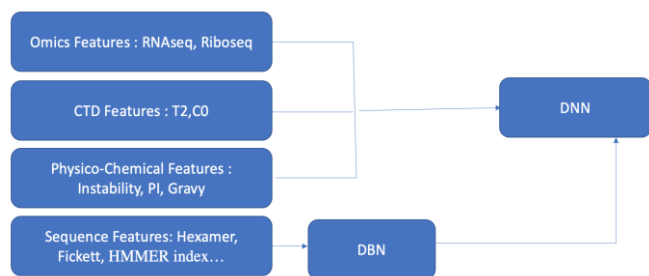 Omics Features : RNAseq, Riboseq
CTD Features : T2,C0
Physico-Chemical Features :
Instability, PI, Gravy
Sequence Features: Hexamer,
Fickett, HMMER index...
DBN
DNN